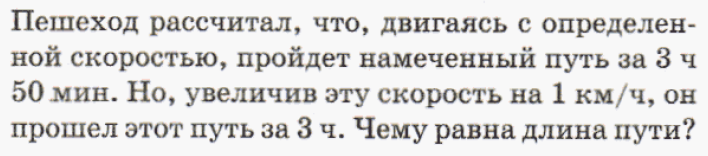 Пешеход рассчитал, что, двигаясь с определен-
ной скоростью, пройдет намеченный путь за 3 ч
50 мин. Но, увеличив эту скорость на 1 км/ч, он
прошел этот путь за 3 ч. Чему равна длина пути?